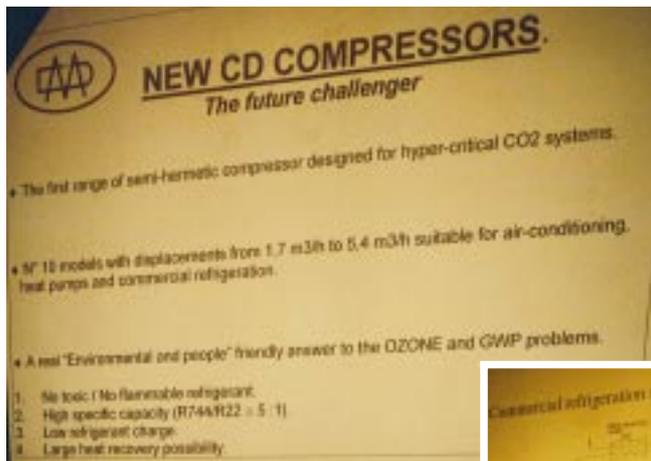 NEW CD COMPRESSORS.
The future challenger
• The first range of semi-hermetic compressor designed for hyper-critical CO2 systems.
• N° 10 models with displacements from 1,7 m3/h to 5,4 m3/h suitable for air-conditioning,
heat pumps and commercial refrigeration.
• A real "Environmental and people" friendly answer to the OZONE and GWP problems.
1. No toxic / No flammable refrigerant.
2. High specific capacity (R744/R22 = 5 : 1)
3. Low refrigerant charge.
4. Large heat recovery possibility.
Commercial refrigeration